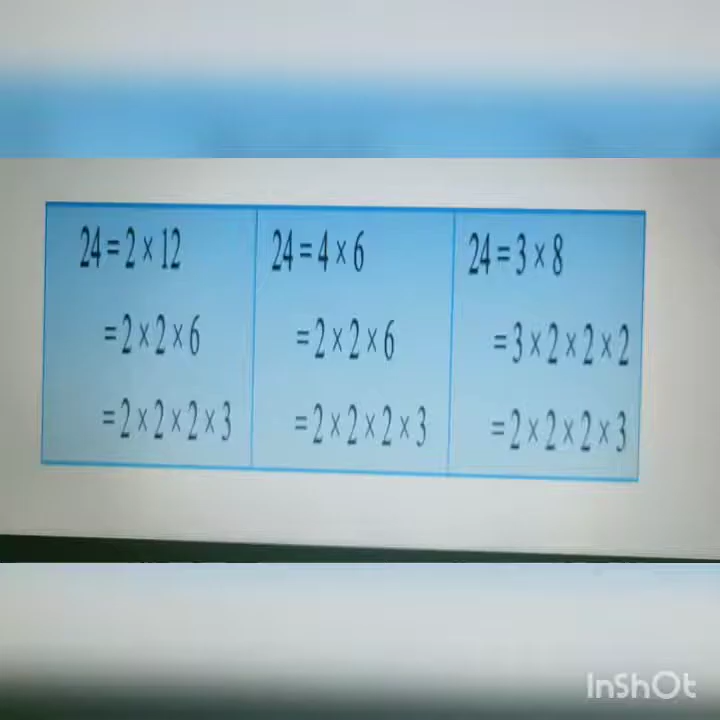 24 = 2 × 12
= 2 × 2 × 6
= 2 × 2 × 2 × 3
24 = 4 × 6
= 2 × 2 × 6
= 2 × 2 × 2 × 3
24 = 3 × 8
= 3 × 2 × 2 × 2
= 2 × 2 × 2 × 3
InShOt